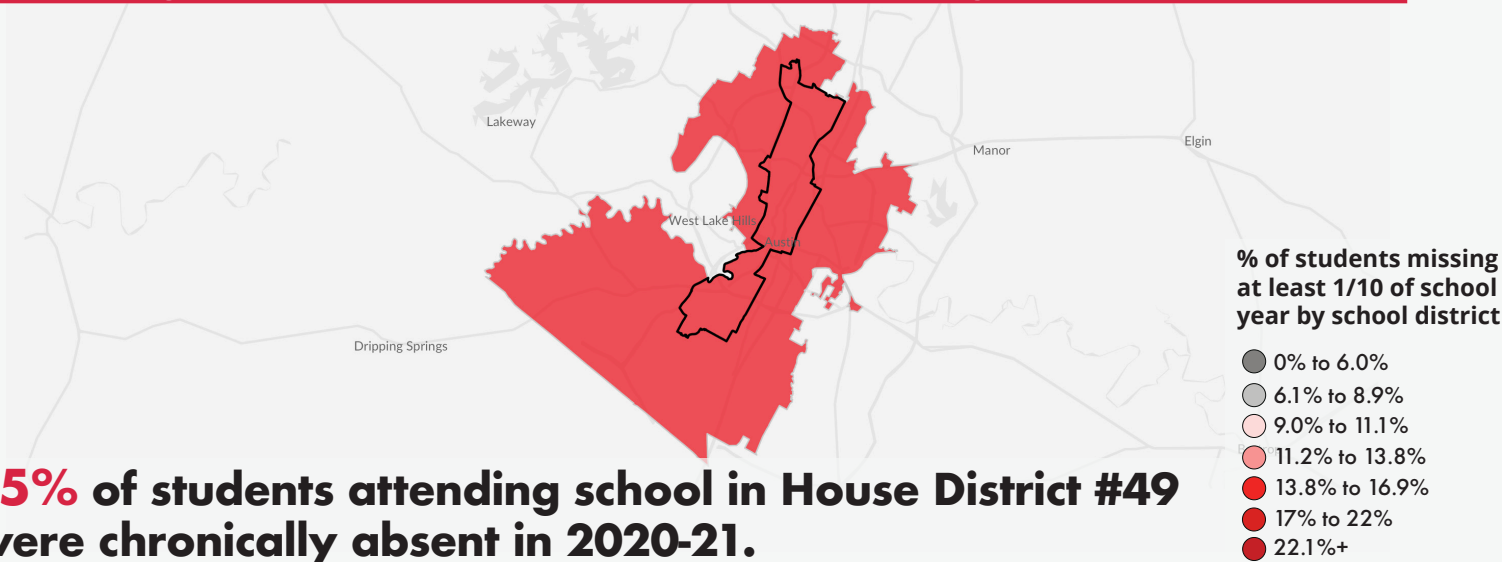 Lakeway
Manor
Elgin
West Lake Hills
Austin
Dripping Springs
% of students missing
at least 1/10 of school
year by school district
0% to 6.0%
6.1% to 8.9%
9.0% to 11.1%
11.2% to 13.8%
13.8% to 16.9%
17% to 22%
22.1%+
5% of students attending school in House District #49
were chronically absent in 2020-21.